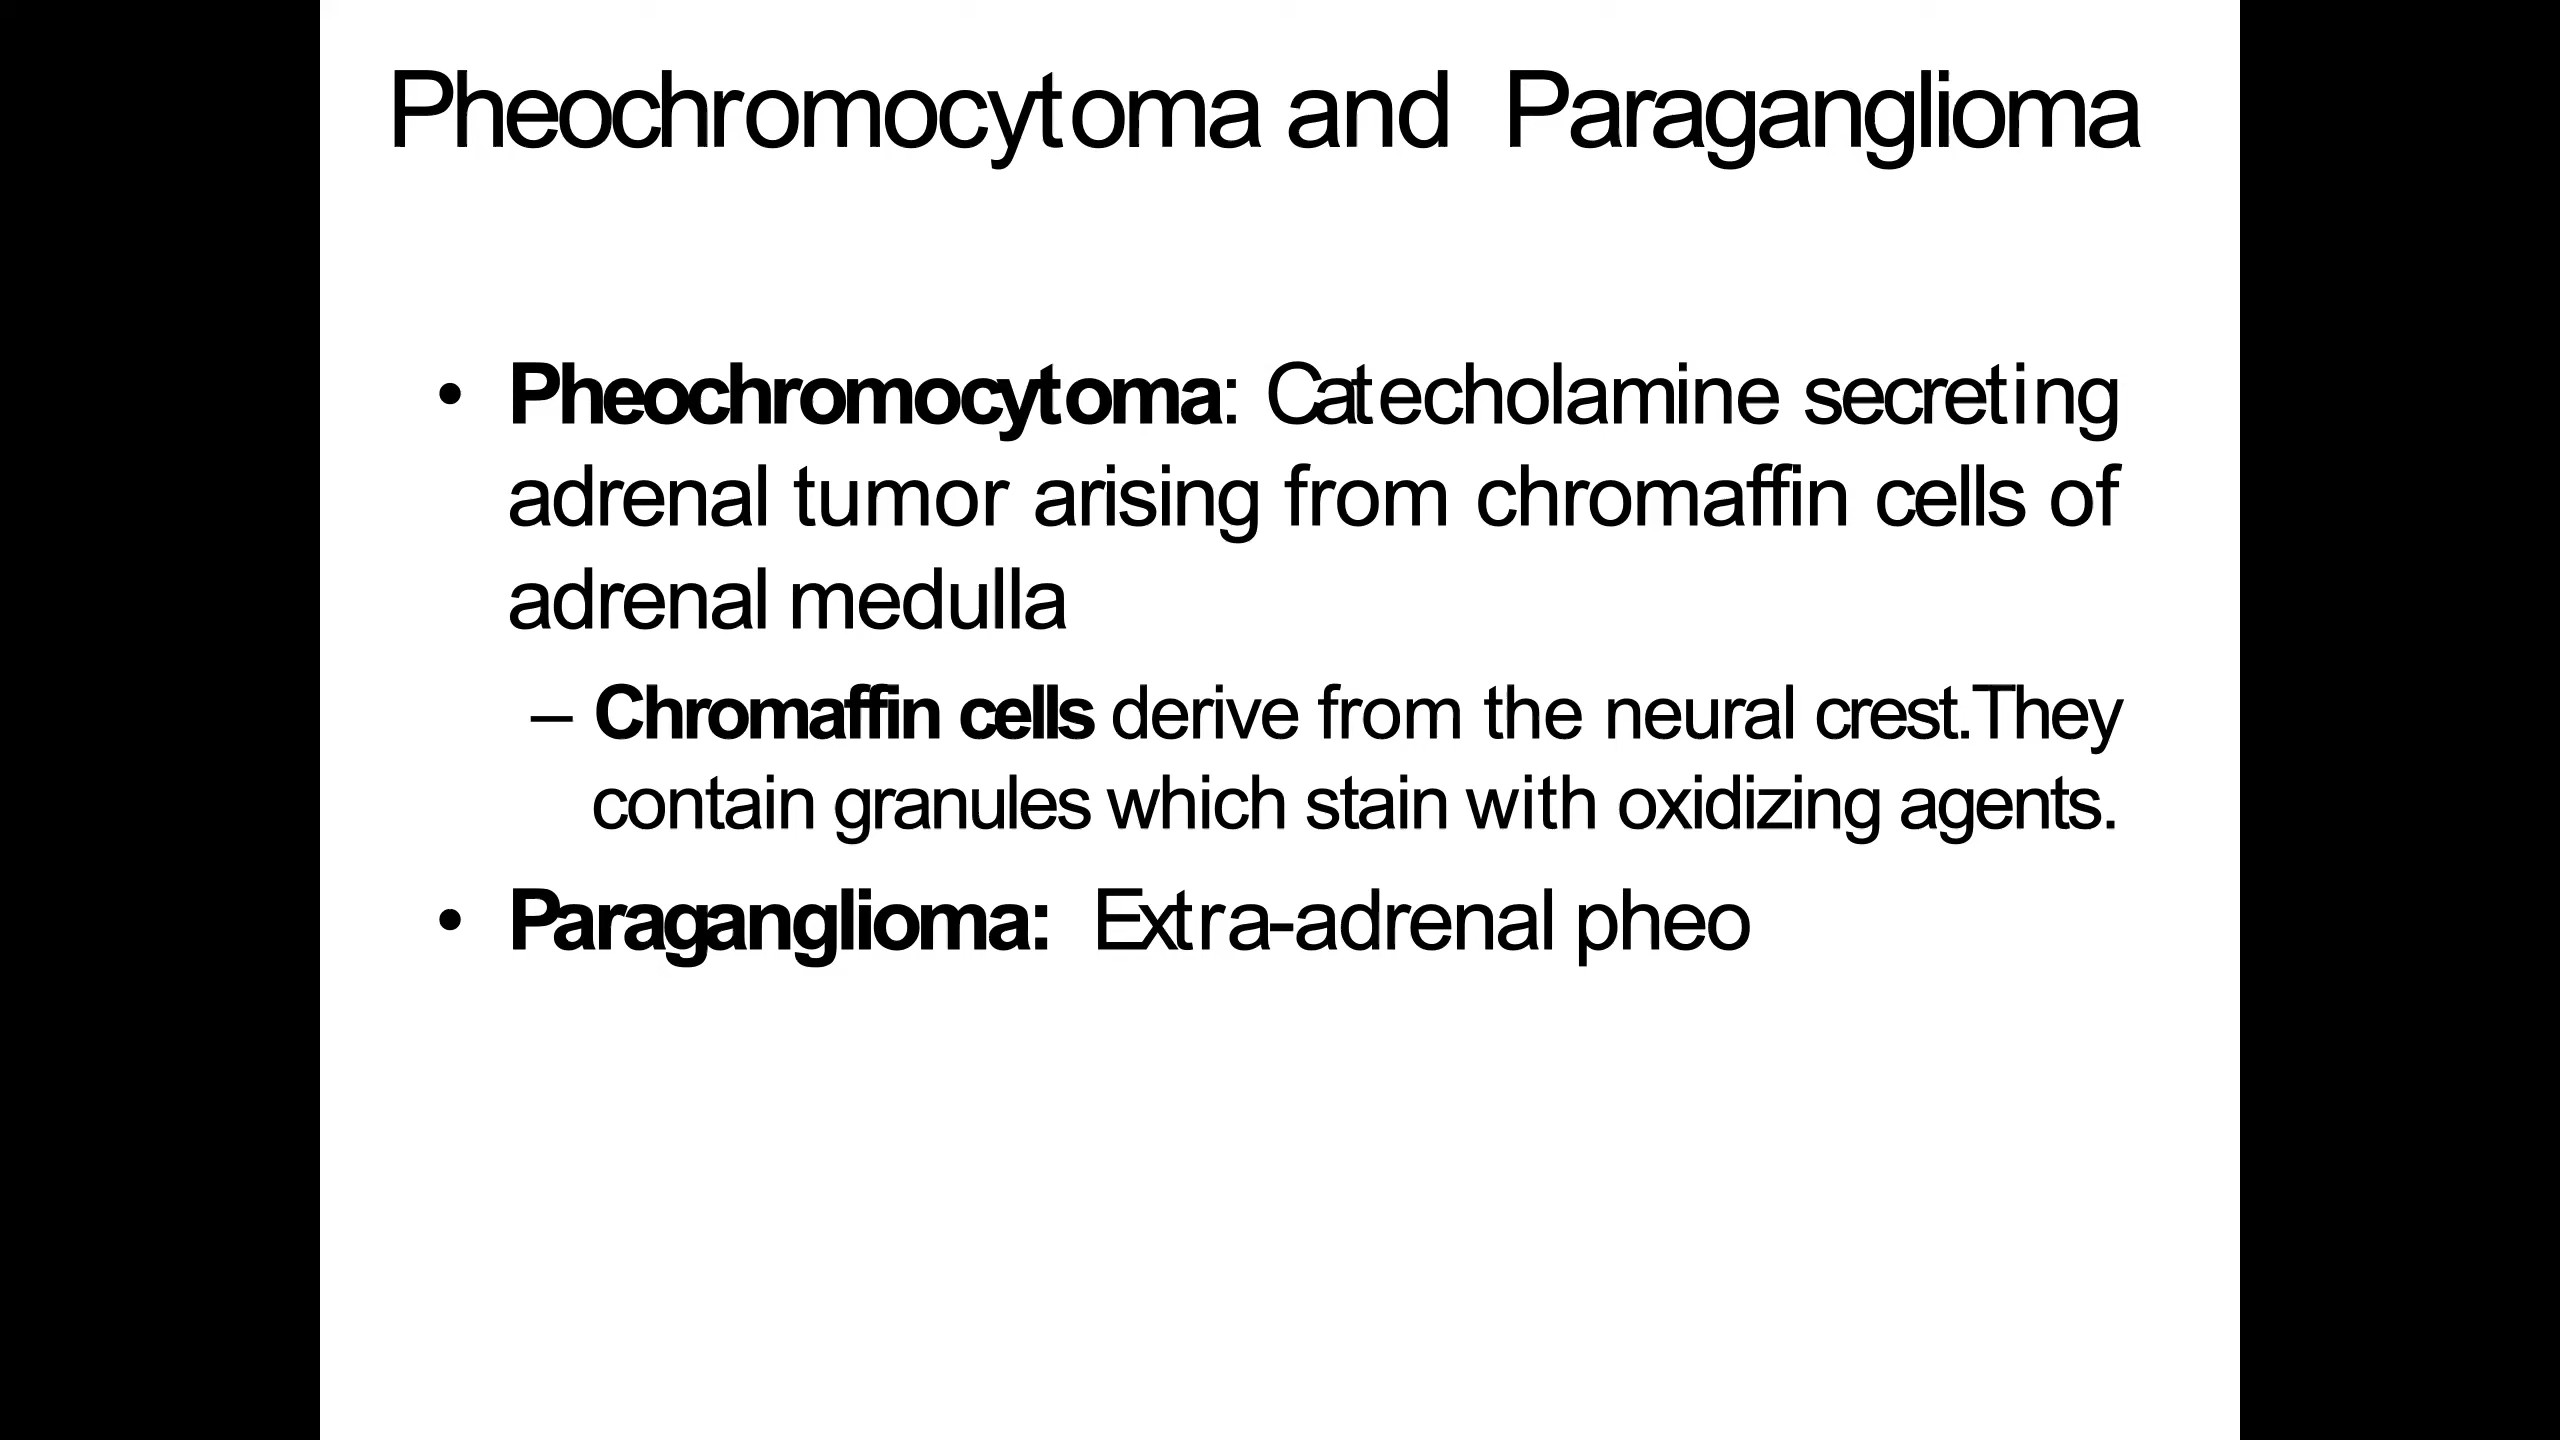 Pheochromocytoma and Paraganglioma
• Pheochromocytoma: Catecholamine secreting
adrenal tumor arising from chromaffin cells of
adrenal medulla
– Chromaffin cells derive from the neural crest.They
contain granules which stain with oxidizing agents.
• Paraganglioma: Extra-adrenal pheo